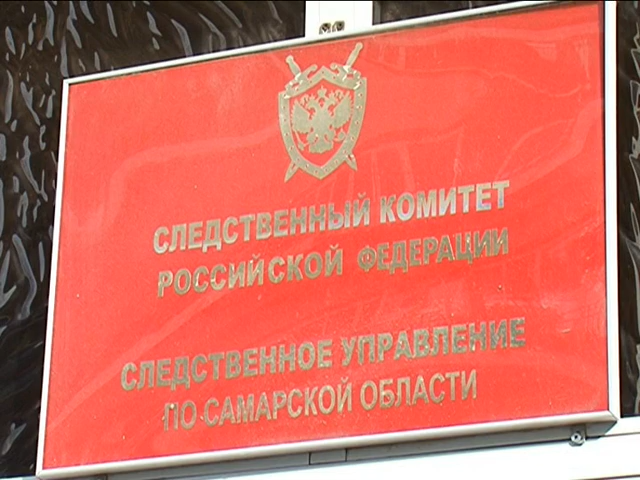 СЛЕДСТВЕННЫЙ КОМИТЕТ
РОССИЙСКОЙ ФЕДЕРАЦИИ
СЛЕДСТВЕННОЕ УПРАВЛЕНИЕ
ПО САМАРСКОЙ ОБЛАСТИ